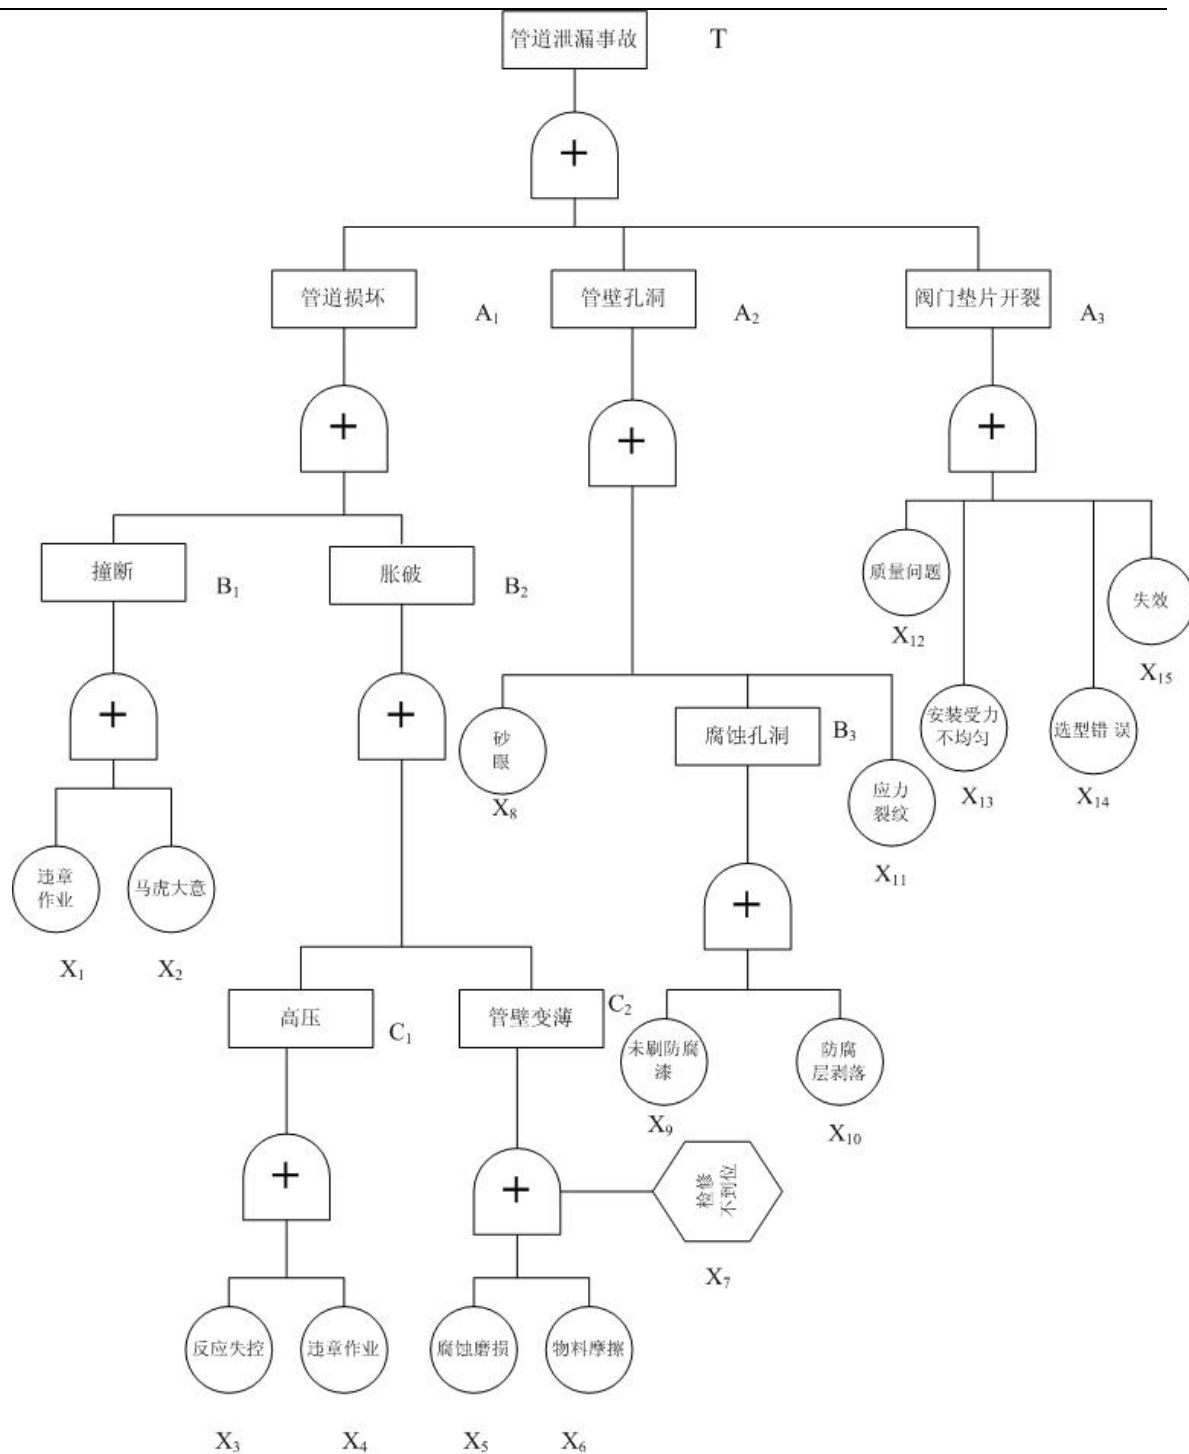 管道泄漏事故
T
+
管道损坏
A₁
管壁孔洞
A₂
阀门垫片开裂
A₃
+
+
+
撞断
B₁
胀破
B₂
质量问题
X₁₂
失效
X₁₅
+
+
砂
眼
X₈
腐蚀孔洞
B₃
安装受力
不均匀
X₁₃
选型错 误
X₁₄
应力
裂纹
X₁₁
违章
作业
X₁
马虎大意
X₂
+
高压
C₁
管壁变薄
C₂
未刷防腐
漆
X₉
防腐
层剥落
X₁₀
+
+
检修
不到位
X₇
反应失控
X₃
违章作业
X₄
腐蚀磨损
X₅
物料摩擦
X₆